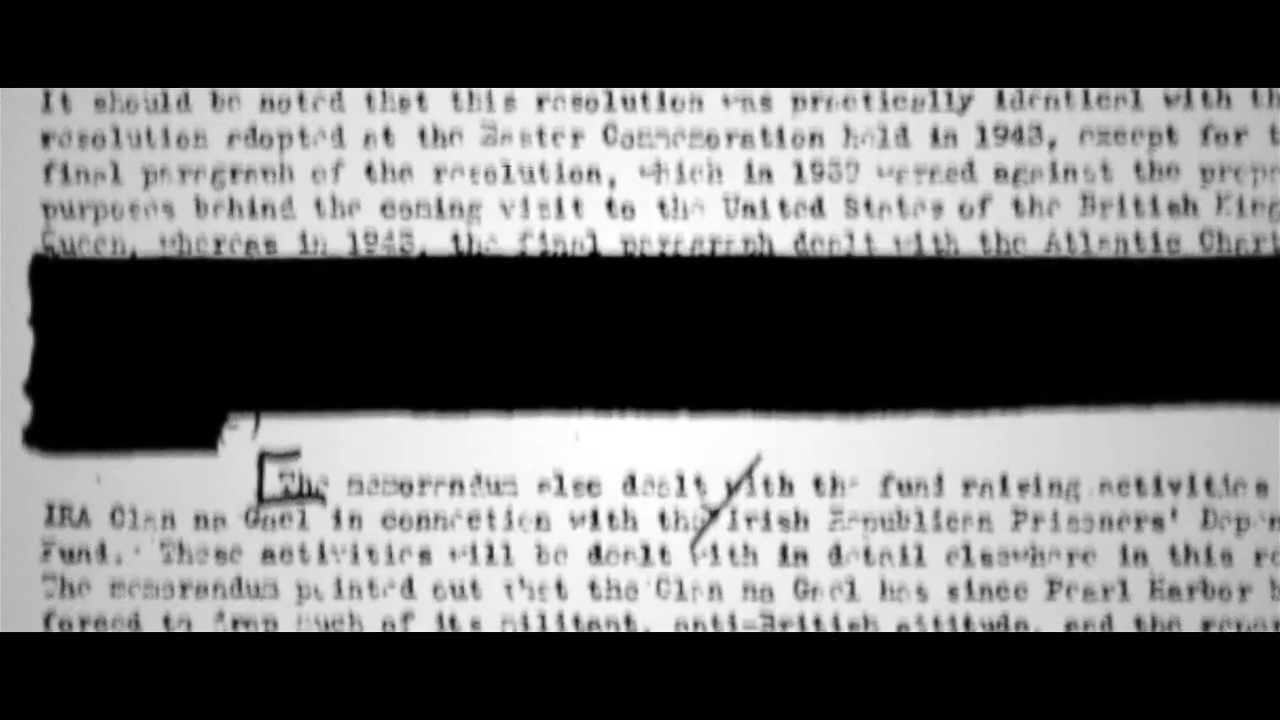 It should be noted that this resolution was practically identical with th
resolution adopted at the Easter Commemoration held in 1943, except for t
final paragraph of the resolution, which in 1939 warned against the prop
purposes behind the coming visit to the United States of the British King
Queen, whereas in 1943, the final paragraph dealt with the Atlantic Chart
The memorandum also dealt with the fund raising activities
IRA Clan na Gael in connection with the Irish Republican Prisoners' Depen
Fund. These activities will be dealt with in detail elsewhere in this re
The memorandum pointed out that the Clan na Gael has since Pearl Harbor b
forced to drop much of its militant, anti-British attitude, and the repor